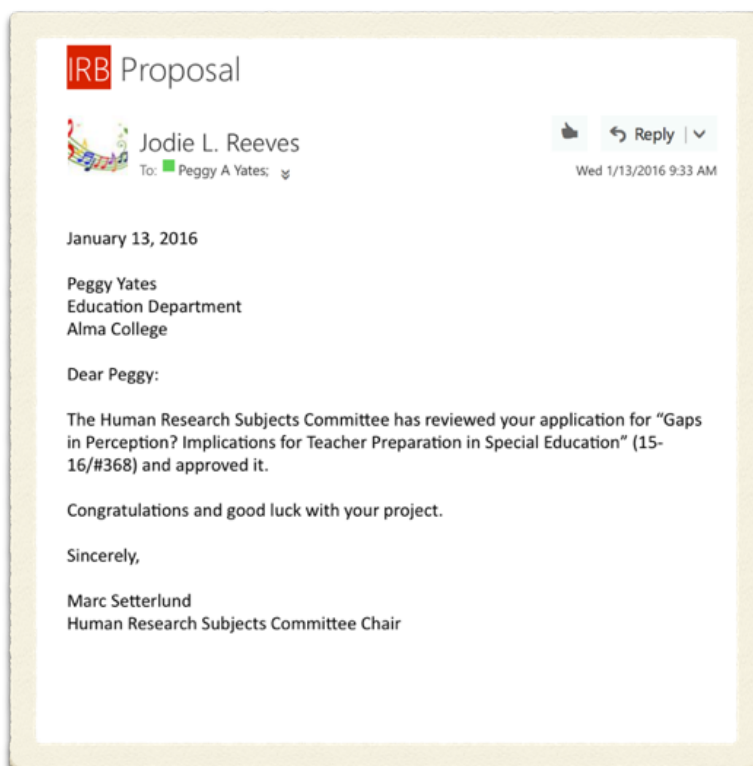 IRB Proposal
Jodie L. Reeves
Reply
To: Peggy A Yates;
Wed 1/13/2016 9:33 AM
January 13, 2016
Peggy Yates
Education Department
Alma College
Dear Peggy:
The Human Research Subjects Committee has reviewed your application for “Gaps
in Perception? Implications for Teacher Preparation in Special Education” (15-
16/#368) and approved it.
Congratulations and good luck with your project.
Sincerely,
Marc Setterlund
Human Research Subjects Committee Chair